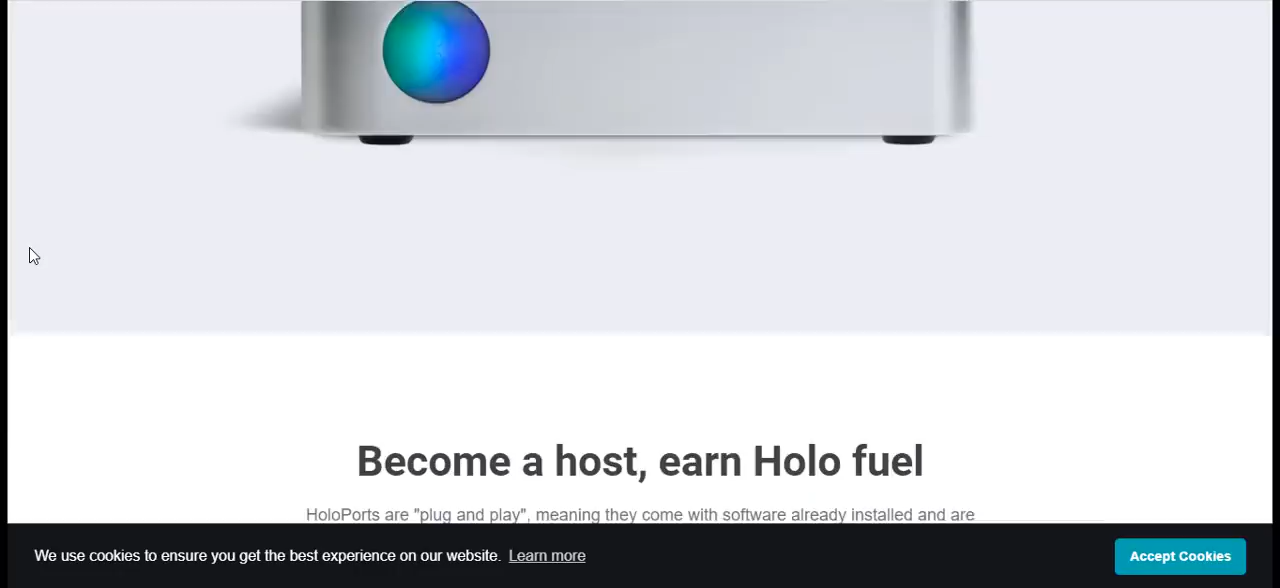 Become a host, earn Holo fuel
HoloPorts are "plug and play", meaning they come with software already installed and are
We use cookies to ensure you get the best experience on our website. Learn more
Accept Cookies